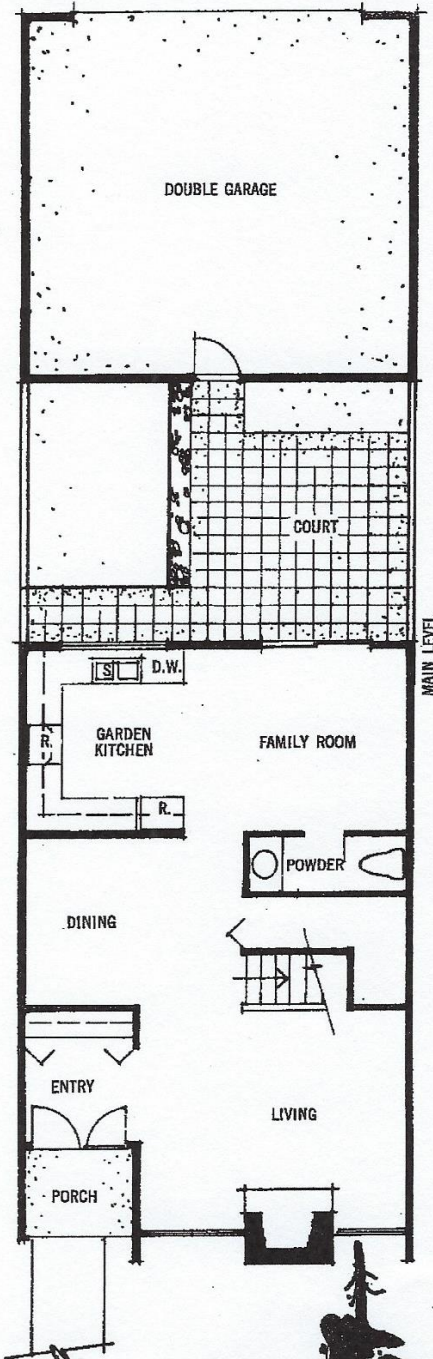 DOUBLE GARAGE
COURT
MAIN LEVEL
S
D.W.
R.
GARDEN
KITCHEN
FAMILY ROOM
R.
POWDER
DINING
ENTRY
LIVING
PORCH